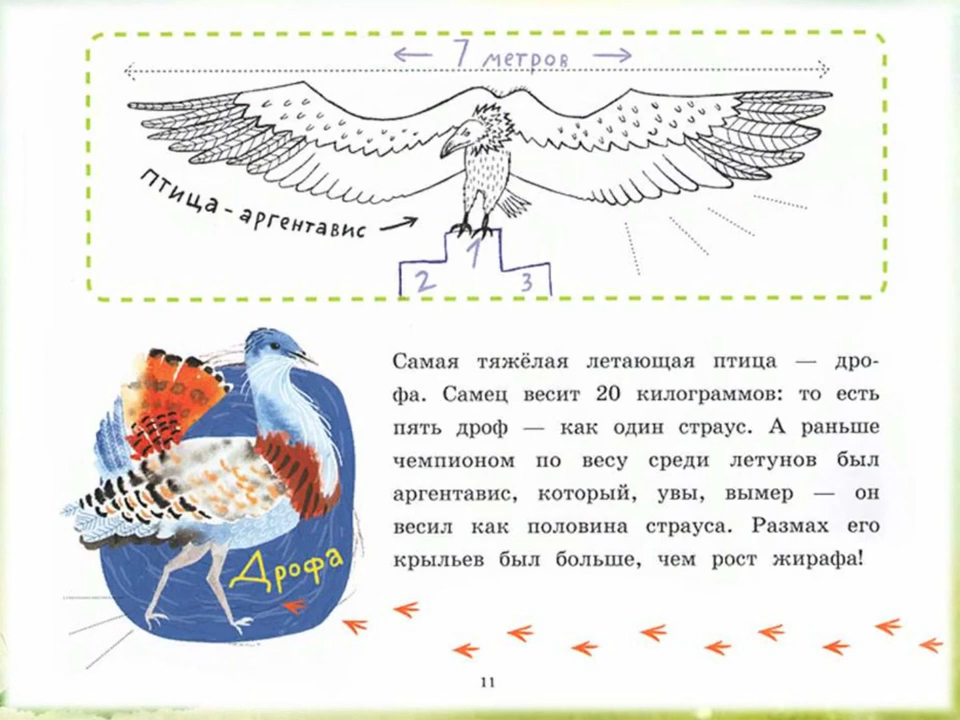 7 метров
птица-аргентавис
1
2
3
Самая тяжёлая летающая птица — дро-
фа. Самец весит 20 килограммов: то есть
пять дроф — как один страус. А раньше
чемпионом по весу среди летунов был
аргентавис, который, увы, вымер — он
весил как половина страуса. Размах его
крыльев был больше, чем рост жирафа!
Дрофа
11